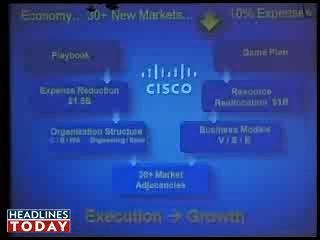 Economy... 30+ New Markets... 10% Expenses
Playbook
Game Plan
CISCO
Expense Reduction
$1.5B
Resource
Reallocation $1B
Organization Structure
Business Models
30+ Market
Adjacencies
HEADLINES
TODAY
Execution → Growth